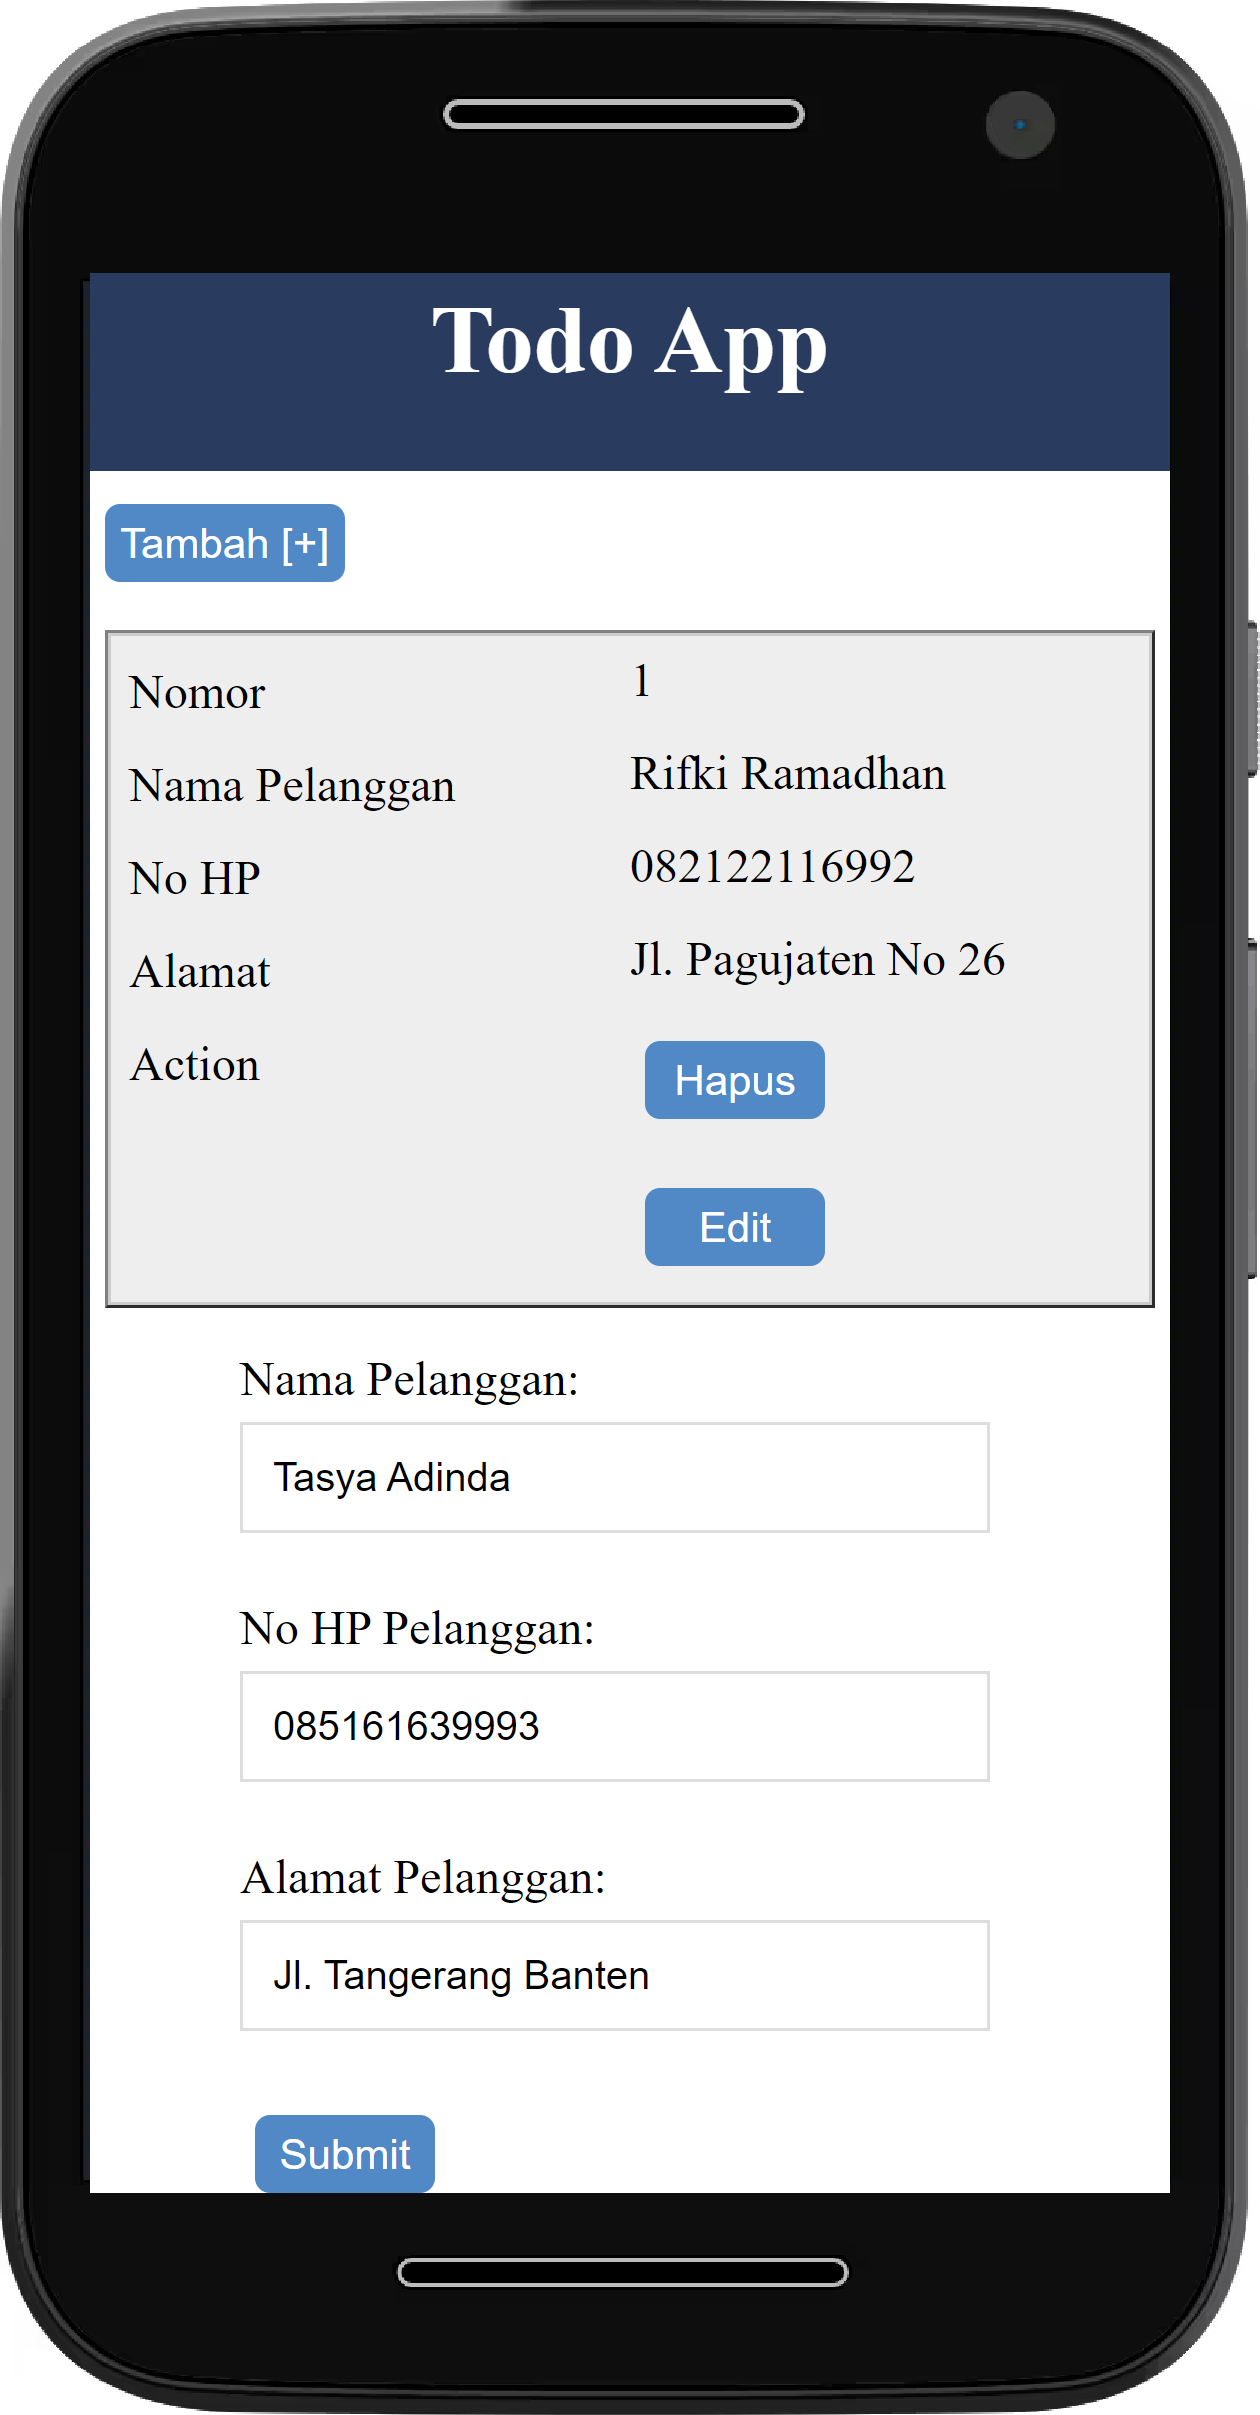 Todo App
Tambah [+]
Nomor 1
Nama Pelanggan Rifki Ramadhan
No HP 082122116992
Alamat Jl. Pagujaten No 26
Action Hapus
Edit
Nama Pelanggan:
Tasya Adinda
No HP Pelanggan:
085161639993
Alamat Pelanggan:
Jl. Tangerang Banten
Submit